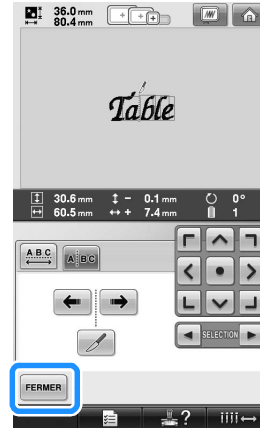 36.0 mm
80.4 mm
Table
30.6 mm - 0.1 mm 0°
60.5 mm + 7.4 mm 1
ABC
A BC
SELECTION
FERMER
?